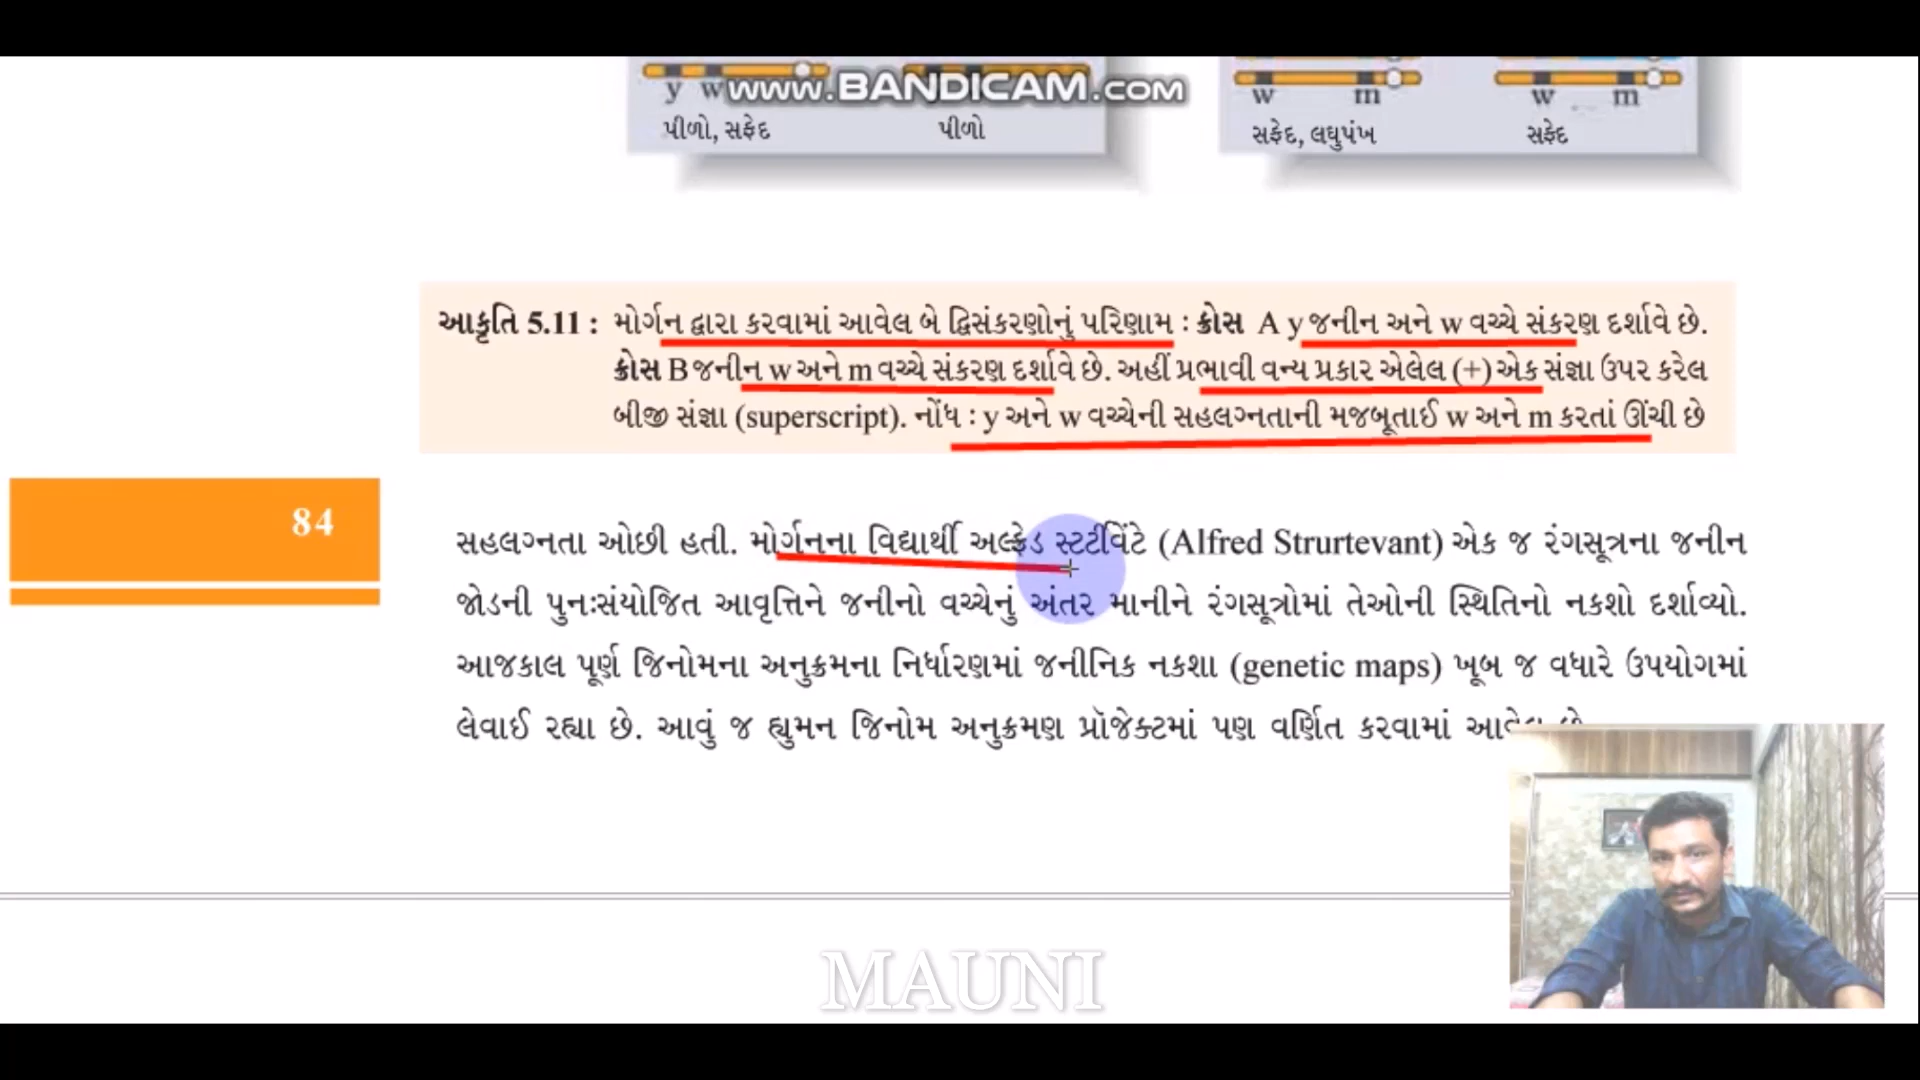 y w
www.BANDICAM.com
w m
w m
પીળો, સફેદ
પીળો
સફેદ, લઘુપંખ
સફેદ
આકૃતિ 5.11 : મોર્ગન દ્વારા કરવામાં આવેલ બે દ્વિસંકરણોનું પરિણામ : ક્રોસ A y જનીન અને w વચ્ચે સંકરણ દર્શાવે છે.
ક્રોસ B જનીન w અને m વચ્ચે સંકરણ દર્શાવે છે. અહીં પ્રભાવી વન્ય પ્રકાર એલેલ (+) એક સંજ્ઞા ઉપર કરેલ
બીજી સંજ્ઞા (superscript). નોંધ : y અને w વચ્ચેની સહલગ્નતાની મજબૂતાઈ w અને m કરતાં ઊંચી છે
84
સહલગ્નતા ઓછી હતી. મોર્ગનના વિદ્યાર્થી અલ્ફ્રેડ સ્ટર્ટીવેંટે (Alfred Strurtevant) એક જ રંગસૂત્રના જનીન
જોડની પુનઃસંયોજિત આવૃત્તિને જનીનો વચ્ચેનું અંતર માનીને રંગસૂત્રોમાં તેઓની સ્થિતિનો નકશો દર્શાવ્યો.
આજકાલ પૂર્ણ જિનોમના અનુક્રમના નિર્ધારણમાં જનીનિક નકશા (genetic maps) ખૂબ જ વધારે ઉપયોગમાં
લેવાઈ રહ્યા છે. આવું જ હ્યુમન જિનોમ અનુક્રમણ પ્રૉજેક્ટમાં પણ વર્ણિત કરવામાં આવેલ છે
MAUNI